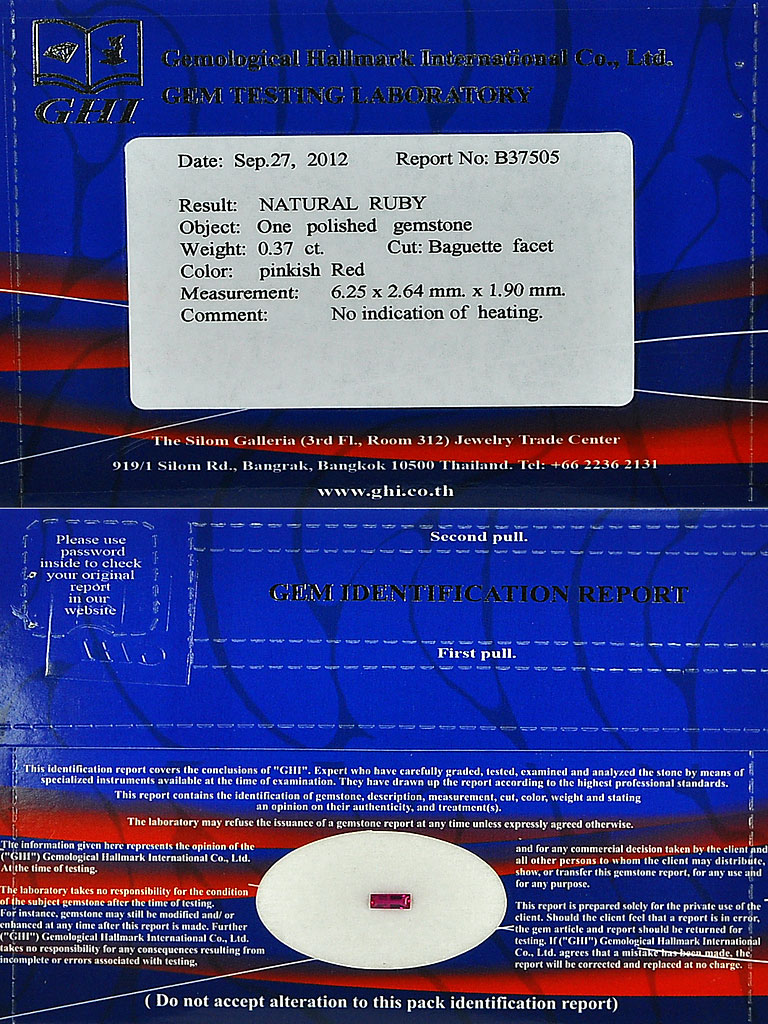 Gemological Hallmark International Co., Ltd.
GHI GEM TESTING LABORATORY
Date: Sep.27, 2012 Report No: B37505
Result: NATURAL RUBY
Object: One polished gemstone
Weight: 0.37 ct. Cut: Baguette facet
Color: pinkish Red
Measurement: 6.25 x 2.64 mm. x 1.90 mm.
Comment: No indication of heating.
The Silom Galleria (3rd Fl., Room 312) Jewelry Trade Center
919/1 Silom Rd., Bangrak, Bangkok 10500 Thailand. Tel: +66 2236 2131
www.ghi.co.th
Please use
password
inside to check
your original
report
in our
website
Second pull.
GEM IDENTIFICATION REPORT
First pull.
This identification report covers the conclusions of "GHI". Expert who have carefully graded, tested, examined and analyzed the stone by means of
specialized instruments available at the time of examination. They have drawn up the report according to the highest professional standards.
This report contains the identification of gemstone, description, measurement, cut, color, weight and stating
an opinion on their authenticity, and treatment(s).
The laboratory may refuse the issuance of a gemstone report at any time unless expressly agreed otherwise.
The information given here represents the opinion of the
("GHI") Gemological Hallmark International Co., Ltd.
At the time of testing.
The laboratory takes no responsibility for the condition
of the subject gemstone after the time of testing.
For instance, gemstone may still be modified and/ or
enhanced at any time after this report is made. Further
("GHI") Gemological Hallmark International Co., Ltd.
takes no responsibility for any consequences resulting from
incomplete or errors associated with testing,
and for any commercial decision taken by the client and
all other persons to whom the client may distribute,
show, or transfer this gemstone report, for any use and
for any purpose.
This report is prepared solely for the private use of the
client. Should the client feel that a report is in error,
the gem article and report should be returned for
testing. If ("GHI") Gemological Hallmark International
Co., Ltd. agrees that a mistake has been made, the
report will be corrected and replaced at no charge.
( Do not accept alteration to this pack identification report)